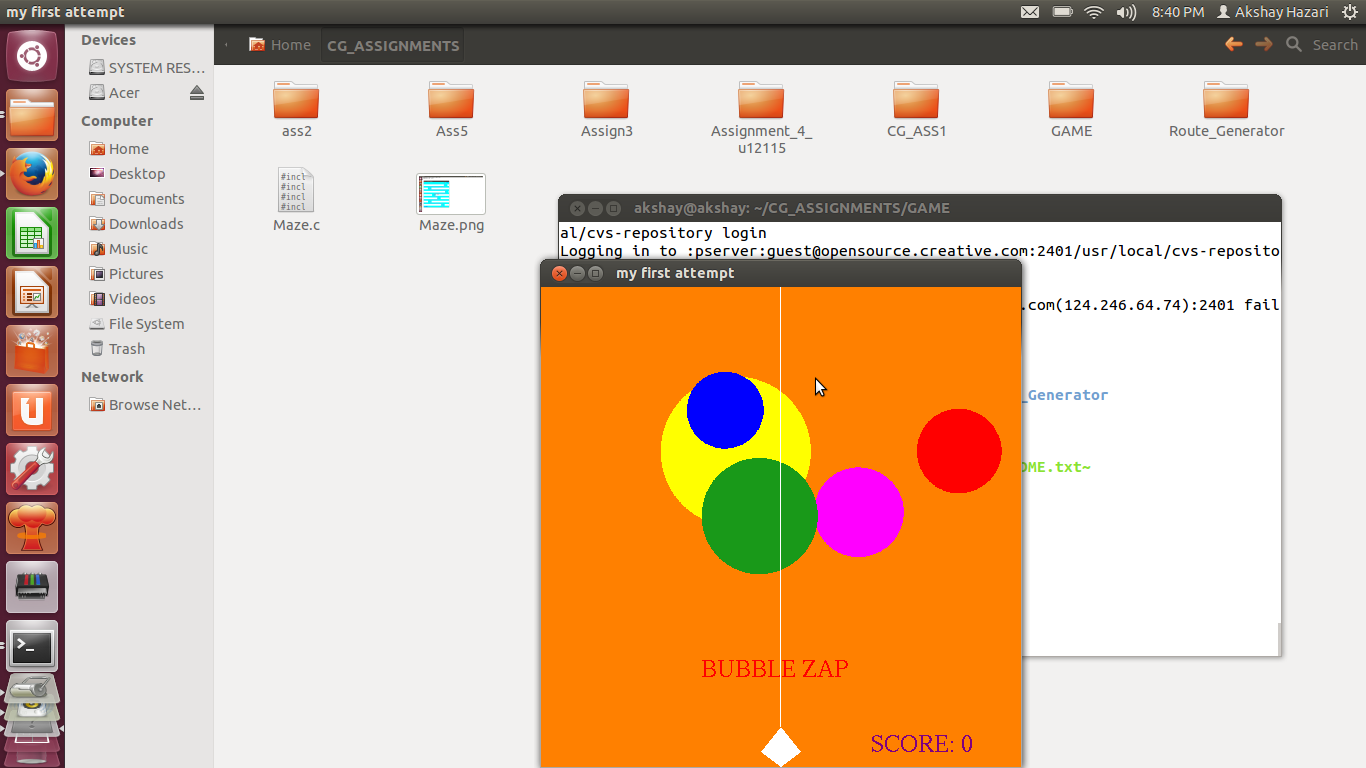 my first attempt
8:40 PM
Akshay Hazari
Devices
SYSTEM RES...
Acer
Computer
Home
Desktop
Documents
Downloads
Music
Pictures
Videos
File System
Trash
Network
Browse Net...
Home
CG_ASSIGNMENTS
Search
ass2
Ass5
Assign3
Assignment_4_
u12115
CG_ASS1
GAME
Route_Generator
#incl
#incl
#incl
#incl
Maze.c
Maze.png
akshay@akshay: ~/CG_ASSIGNMENTS/GAME
al/cvs-repository login
Logging in to :pserver:guest@opensource.creative.com:2401/usr/local/cvs-reposito
.com(124.246.64.74):2401 fail
_Generator
DME.txt~
my first attempt
BUBBLE ZAP
SCORE: 0